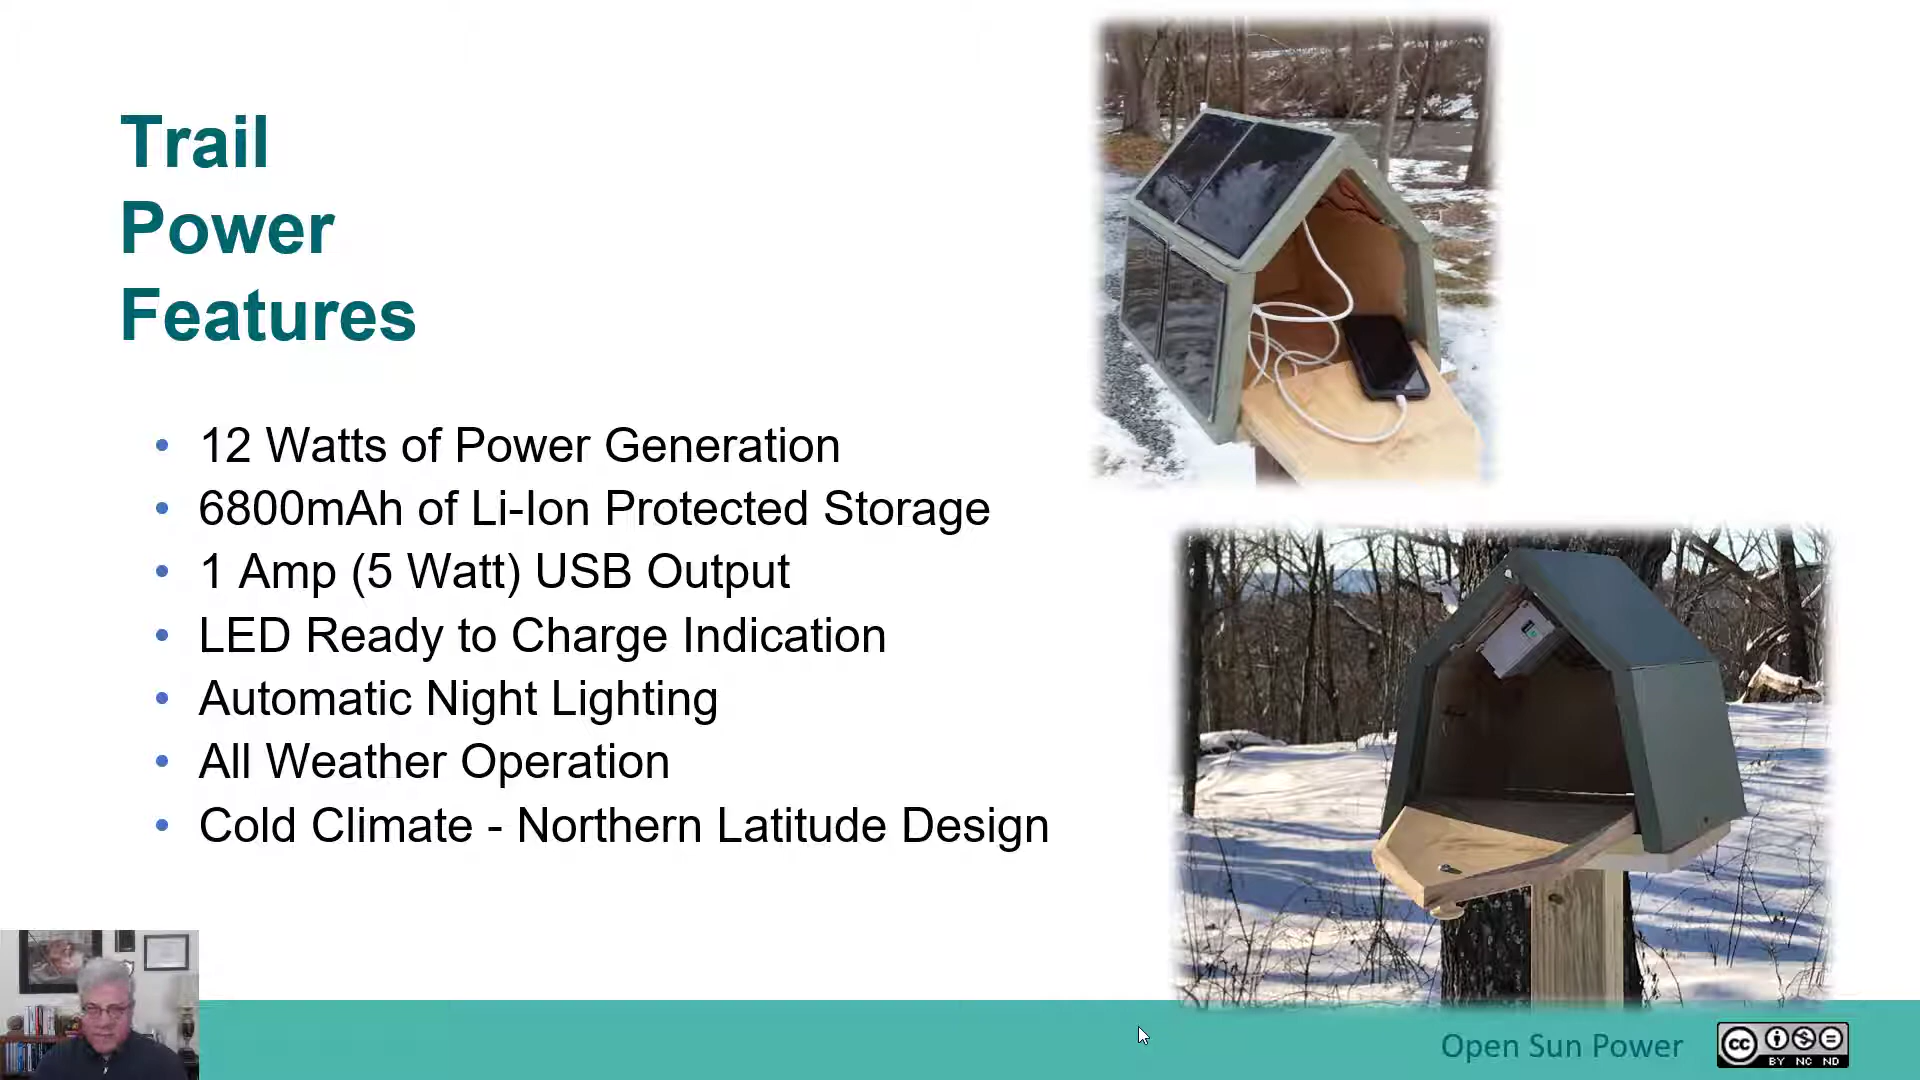 Trail
Power
Features
• 12 Watts of Power Generation
• 6800mAh of Li-Ion Protected Storage
• 1 Amp (5 Watt) USB Output
• LED Ready to Charge Indication
• Automatic Night Lighting
• All Weather Operation
• Cold Climate - Northern Latitude Design
Open Sun Power
cc
BY NC ND